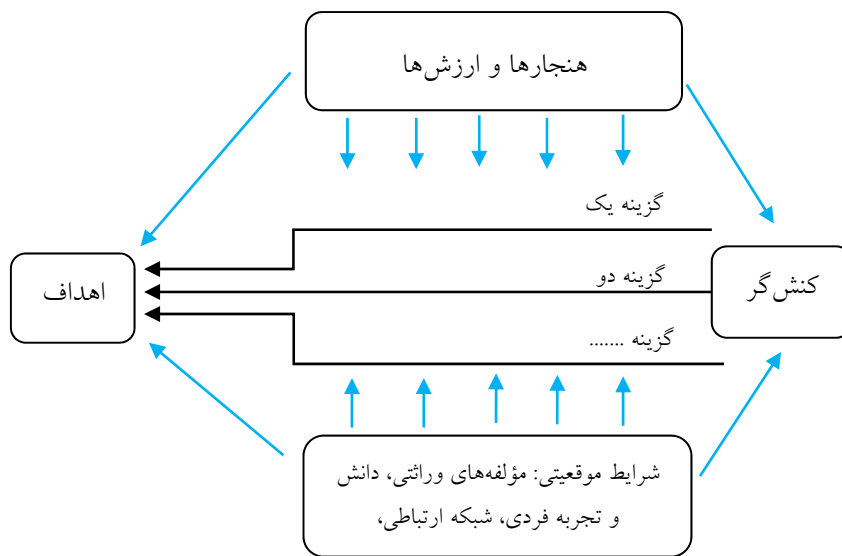 هنجارها و ارزش‌ها
گزینه یک
کنش‌گر
گزینه دو
اهداف
گزینه .......
شرایط موقعیتی: مؤلفه‌های وراثتی، دانش
و تجربه فردی، شبکه ارتباطی،